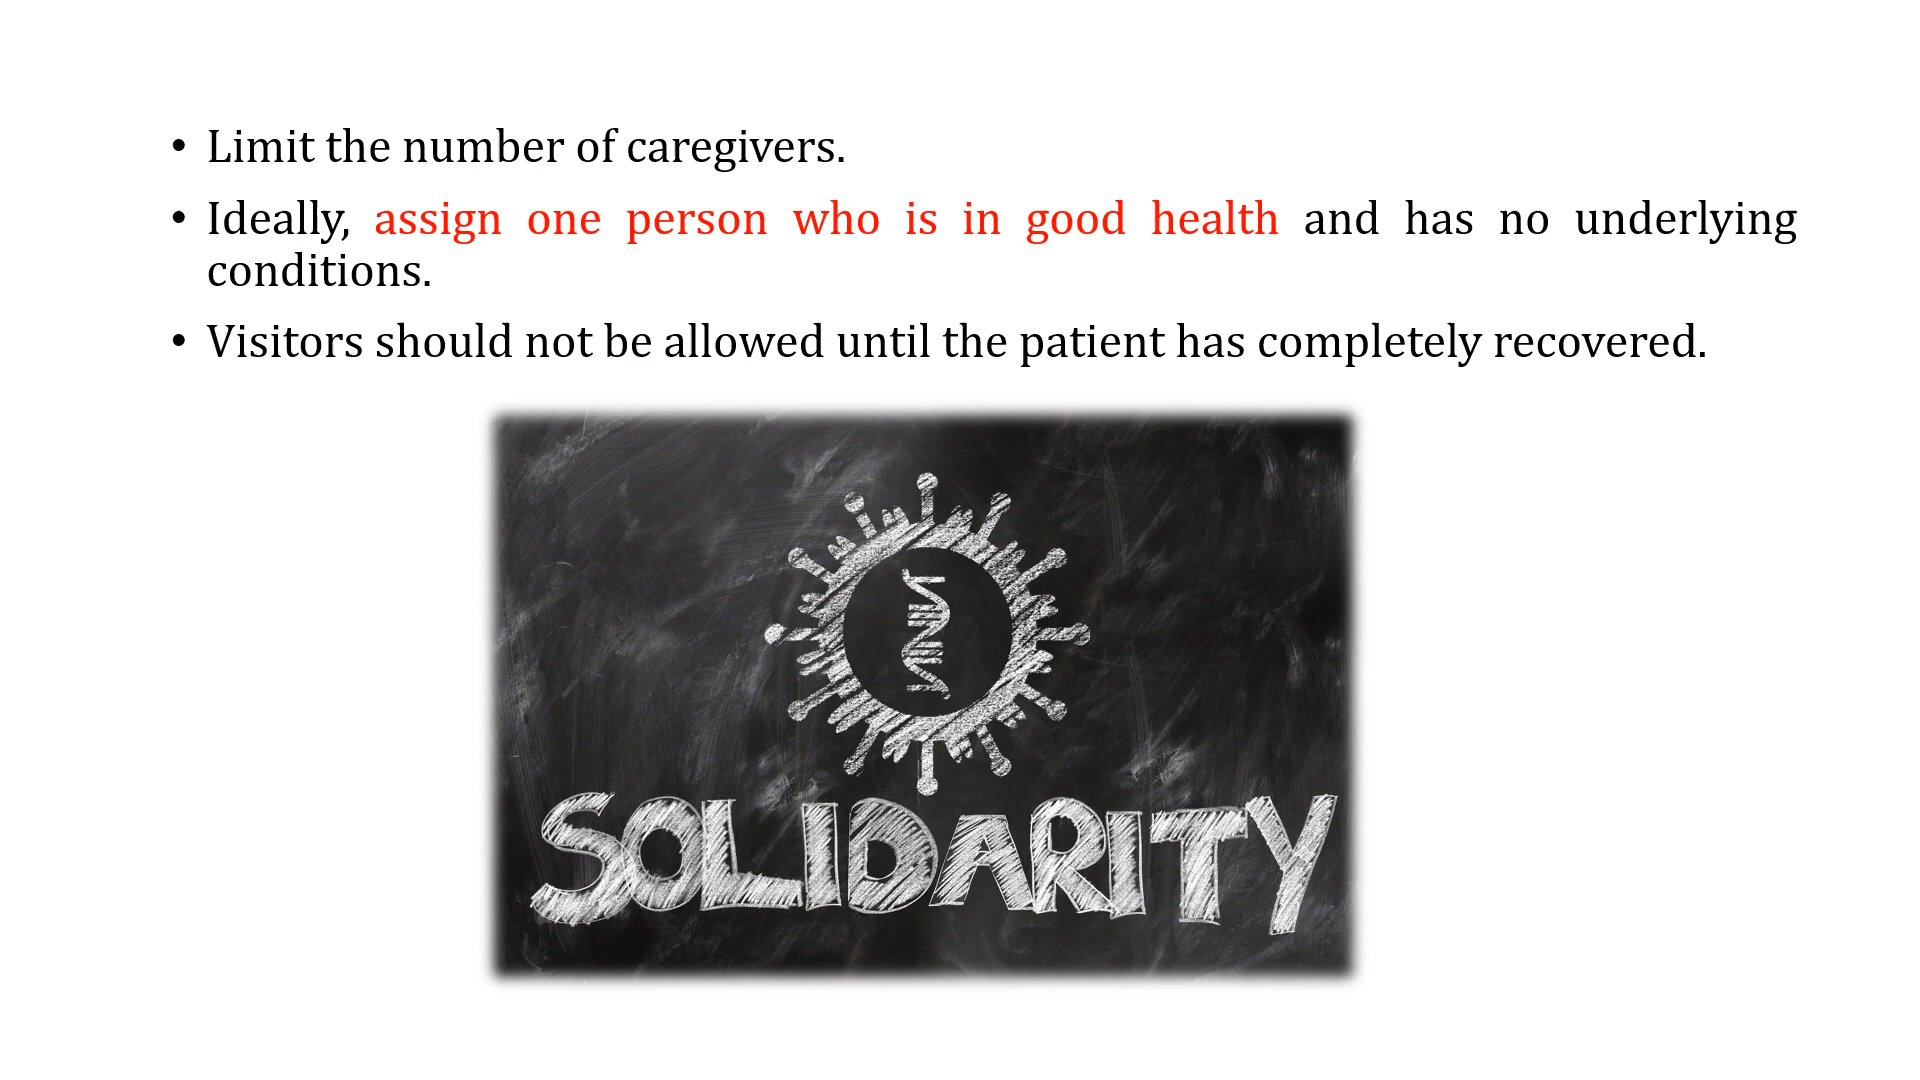 • Limit the number of caregivers.
• Ideally, assign one person who is in good health and has no underlying
conditions.
• Visitors should not be allowed until the patient has completely recovered.
SOLIDARITY